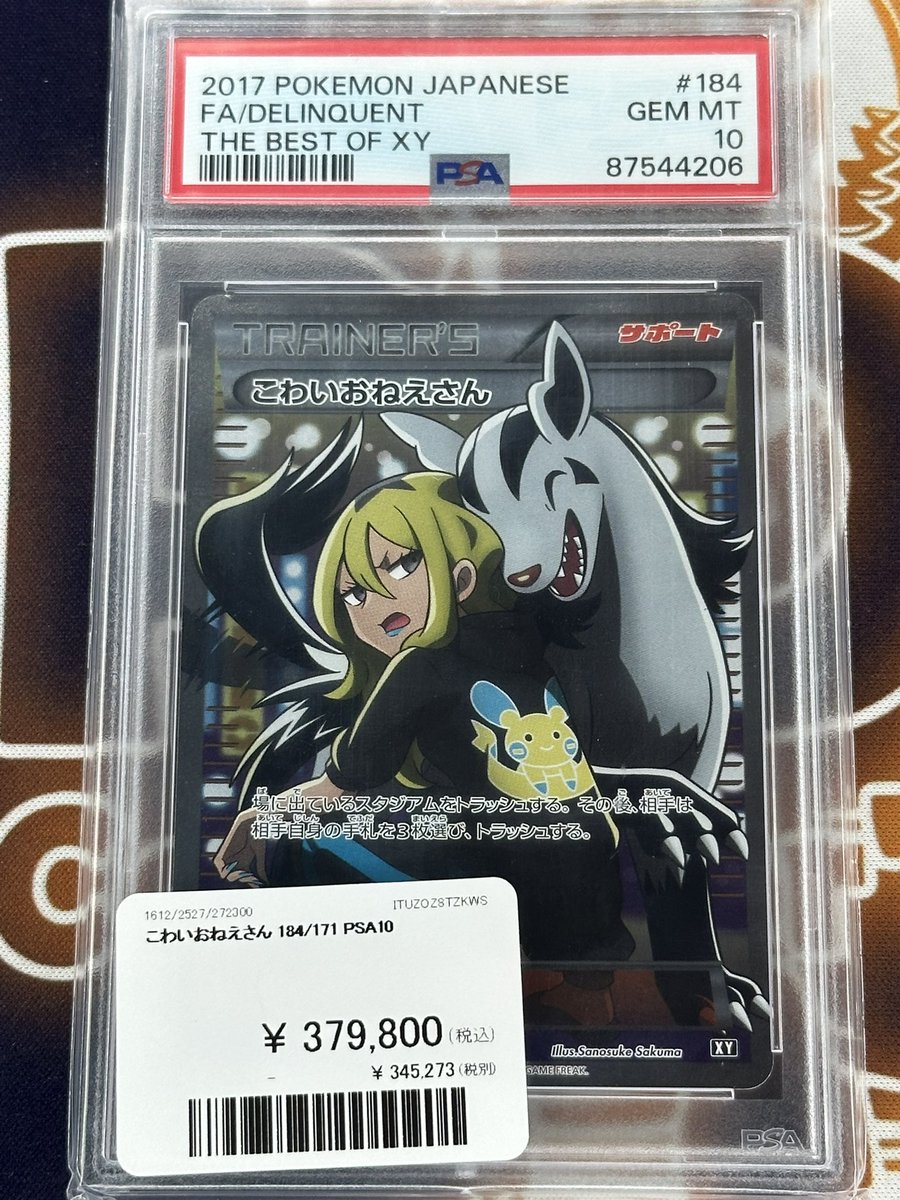 2017 POKEMON JAPANESE #184
FA/DELINQUENT GEM MT
THE BEST OF XY 10
PSA 87544206
TRAINER'S サポート
こわいおねえさん
場に出ているスタジアムをトラッシュする。その後、相手は
相手自身の手札を3枚選び、トラッシュする。
1612/2527/272300 ITUZOZ8TZKWS
こわいおねえさん 184/171 PSA10
¥ 379,800(税込)
¥ 345,273(税別)
Illus.Sanosuke Sakuma XY
GAME FREAK.
PSA